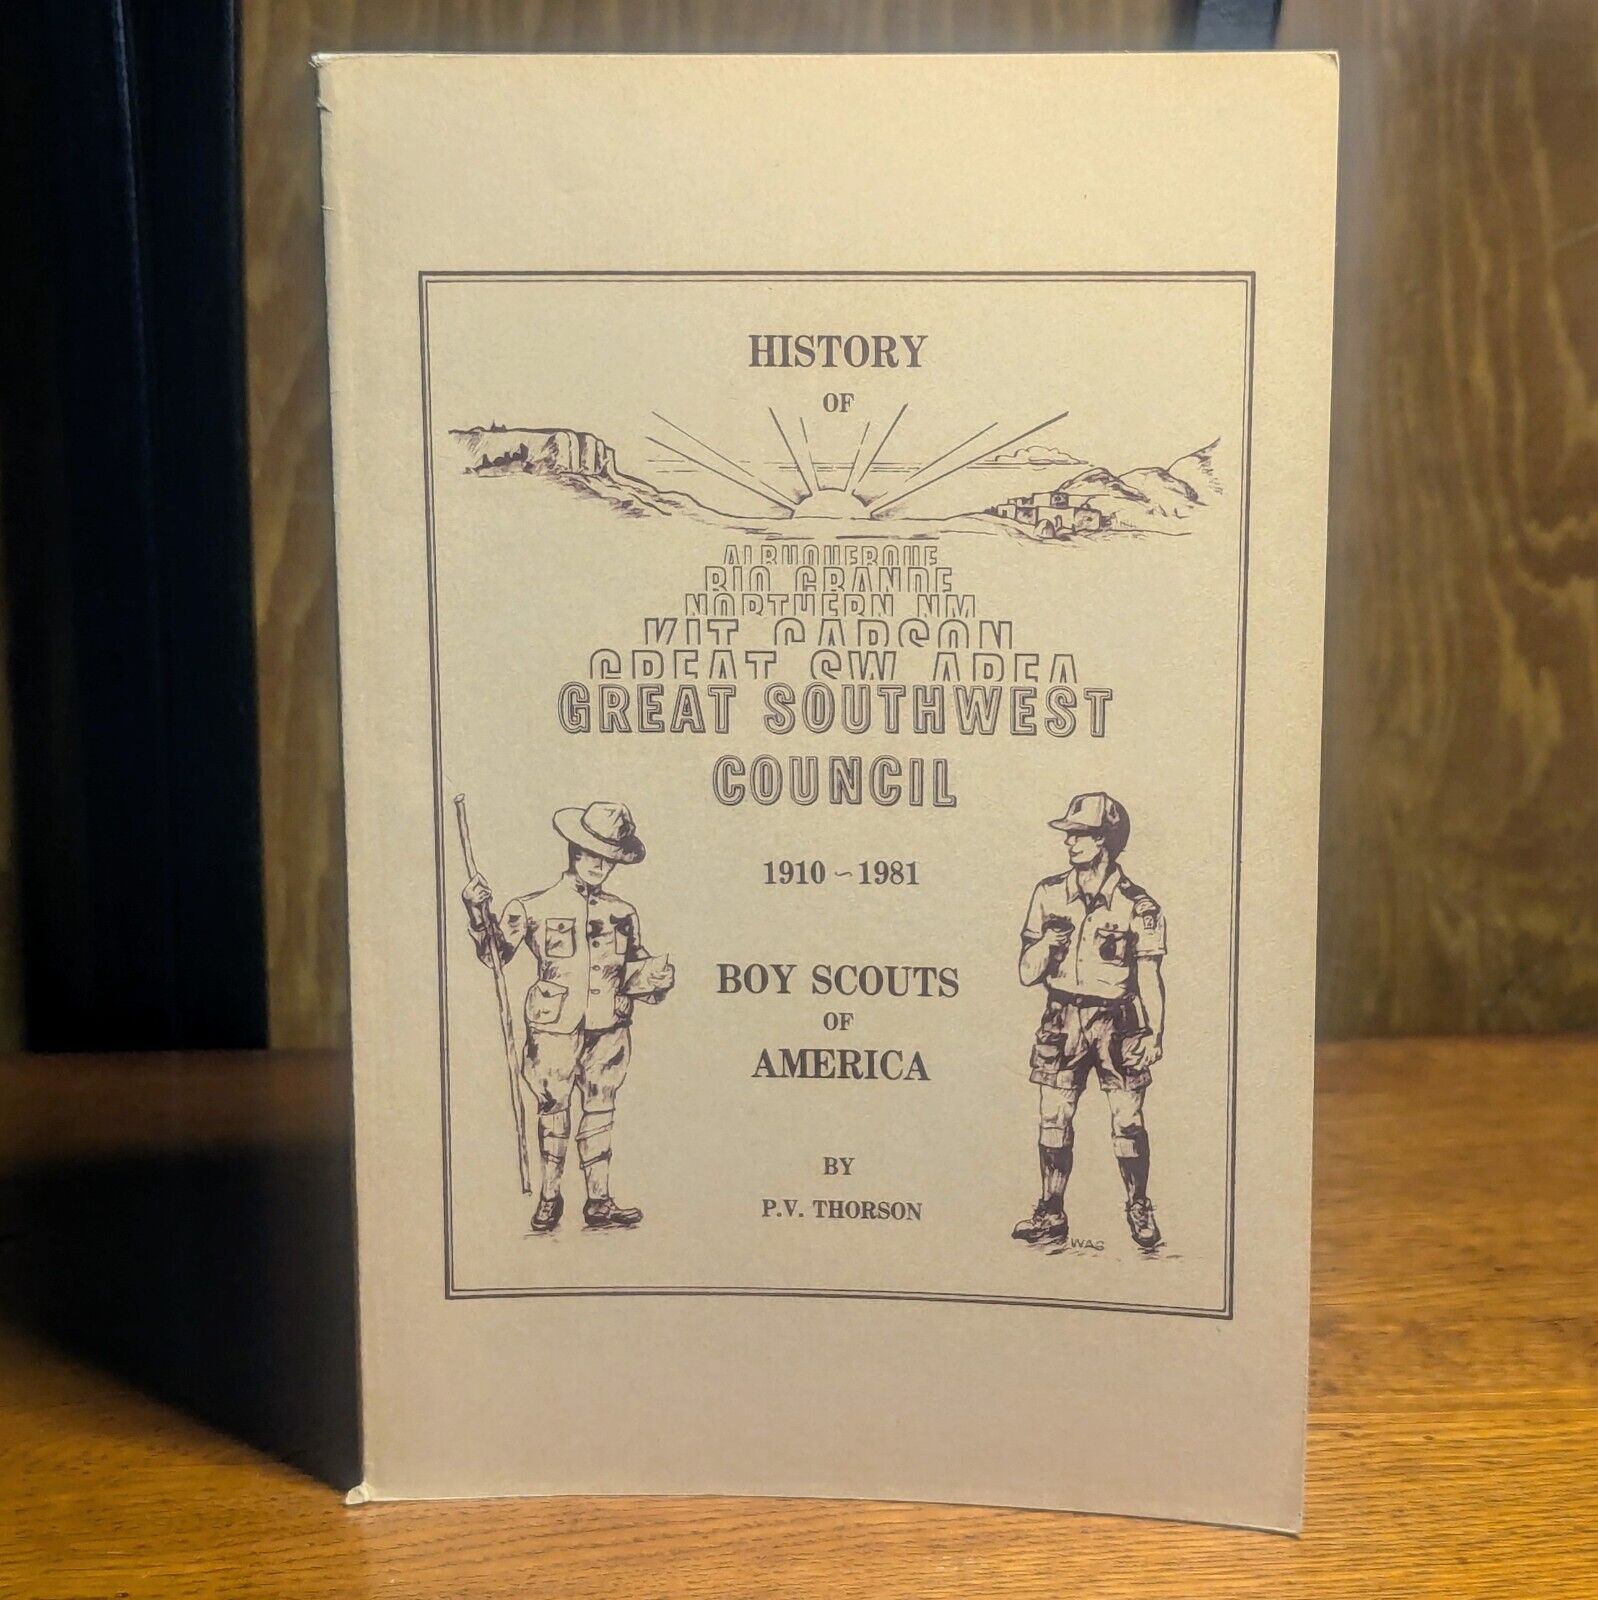 HISTORY
OF
ALBUQUERQUE
RIO GRANDE
NORTHERN NM
KIT CARSON
GREAT SW AREA
GREAT SOUTHWEST
COUNCIL
1910 ~ 1981
BOY SCOUTS
OF
AMERICA
BY
P.V. THORSON
WAS